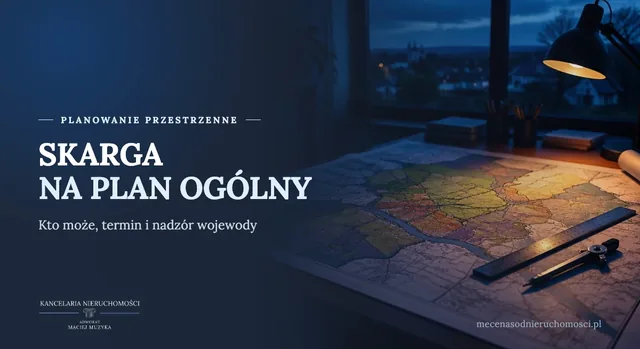 PLANOWANIE PRZESTRZENNE
SKARGA
NA PLAN OGÓLNY
Kto może, termin i nadzór wojewody
KANCELARIA NIERUCHOMOŚCI
ADWOKAT
MACIEJ MUZYKA
mecenasodnieruchomosci.pl